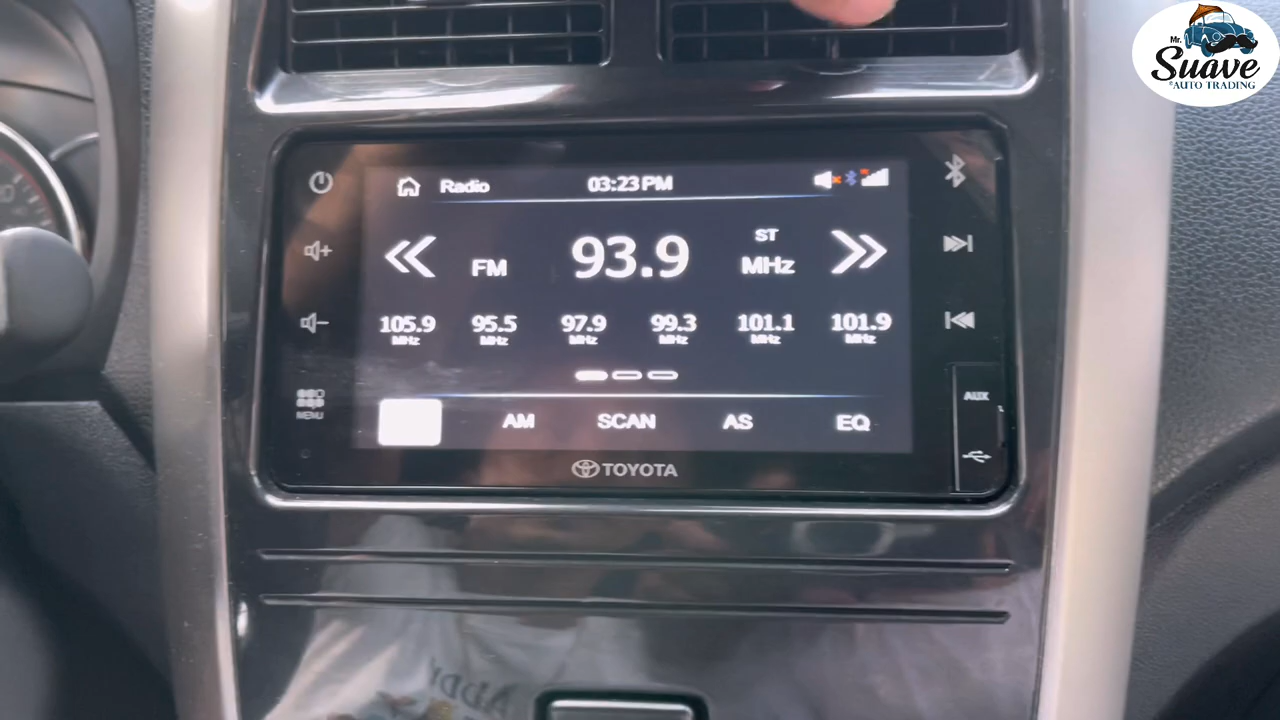 Mr.
Suave
AUTO TRADING
Radio
03:23 PM
FM
93.9
ST
MHz
105.9
MHz
95.5
MHz
97.9
MHz
99.3
MHz
101.1
MHz
101.9
MHz
AM
SCAN
AS
EQ
MENU
AUX
TOYOTA